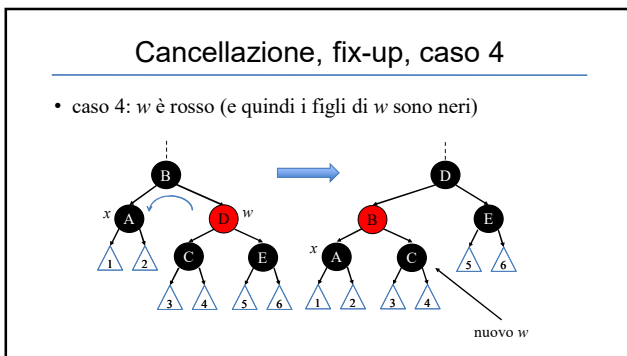 Cancellazione, fix-up, caso 4
• caso 4: w è rosso (e quindi i figli di w sono neri)
B
D
x A
D w
B
E
C
E
x A
C
5 6
1 2
3 4 5 6
1 2 3 4
nuovo w